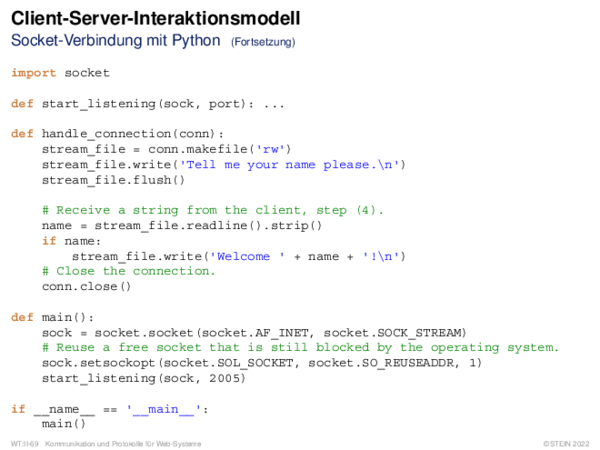 Client-Server-Interaktionsmodell
Socket-Verbindung mit Python (Fortsetzung)
import socket
def start_listening(sock, port): ...
def handle_connection(conn):
    stream_file = conn.makefile('rw')
    stream_file.write('Tell me your name please.\n')
    stream_file.flush()
    # Receive a string from the client, step (4).
    name = stream_file.readline().strip()
    if name:
        stream_file.write('Welcome ' + name + '!\n')
    # Close the connection.
    conn.close()
def main():
    sock = socket.socket(socket.AF_INET, socket.SOCK_STREAM)
    # Reuse a free socket that is still blocked by the operating system.
    sock.setsockopt(socket.SOL_SOCKET, socket.SO_REUSEADDR, 1)
    start_listening(sock, 2005)
if __name__ == '__main__':
    main()
WT:II-69 Kommunikation und Protokolle für Web-Systeme ©STEIN 2022